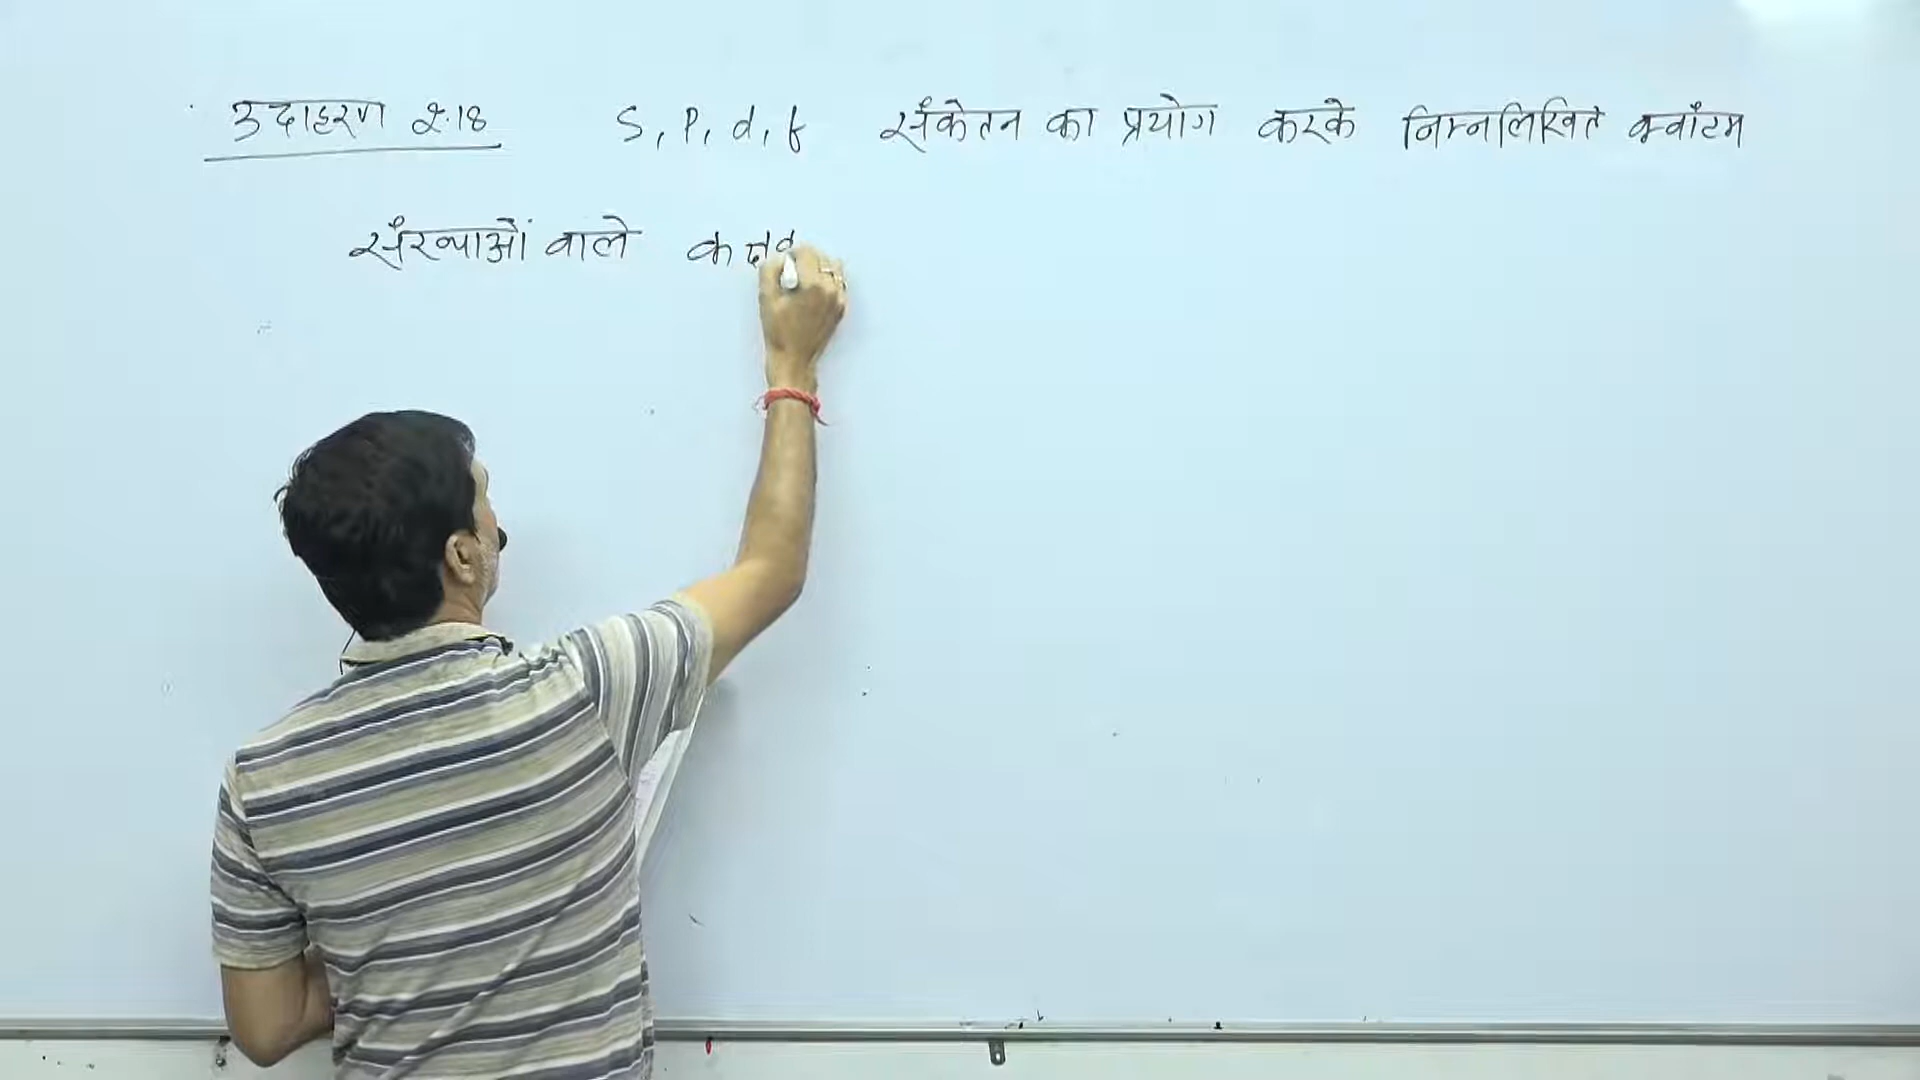 उदाहरण 2.18 S, P, d, f संकेतन का प्रयोग करके निम्नलिखित क्वांटम
संख्याओं वाले